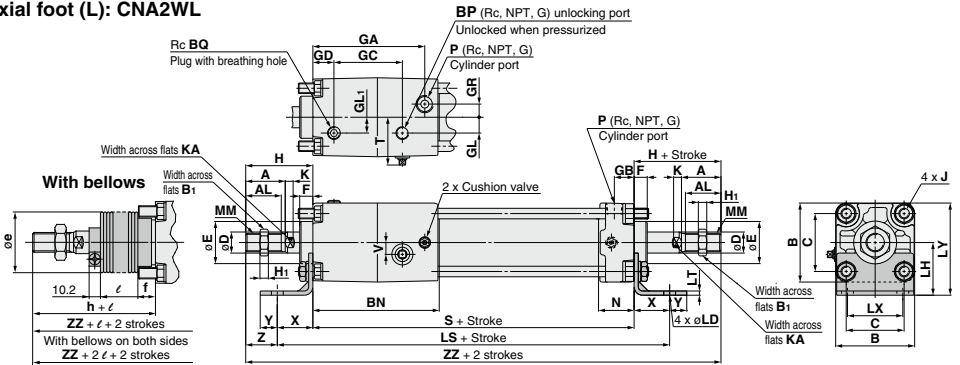 xial foot (L): CNA2WL
BP (Rc, NPT, G) unlocking port
Unlocked when pressurized
GA
Rc BQ
Plug with breathing hole
GD
GC
P (Rc, NPT, G)
Cylinder port
GR
GL1
T
GL
P (Rc, NPT, G)
Cylinder port
Width across flats KA
H
A
K
AL
F
H + Stroke
GB
F
K
A
AL
H1
4 x J
With bellows
Width across
flats B1
2 x Cushion valve
MM
MM
øe
øE
øD
V
øD
øE
B
C
LH
LY
H1
LT
10.2
ℓ
f
h + ℓ
BN
N
X
Y
Width across
flats B1
LX
Y
X
S + Stroke
4 x øLD
C
ZZ + ℓ + 2 strokes
Z
LS + Stroke
Width across
flats KA
B
With bellows on both sides
ZZ + 2 ℓ + 2 strokes
ZZ + 2 strokes